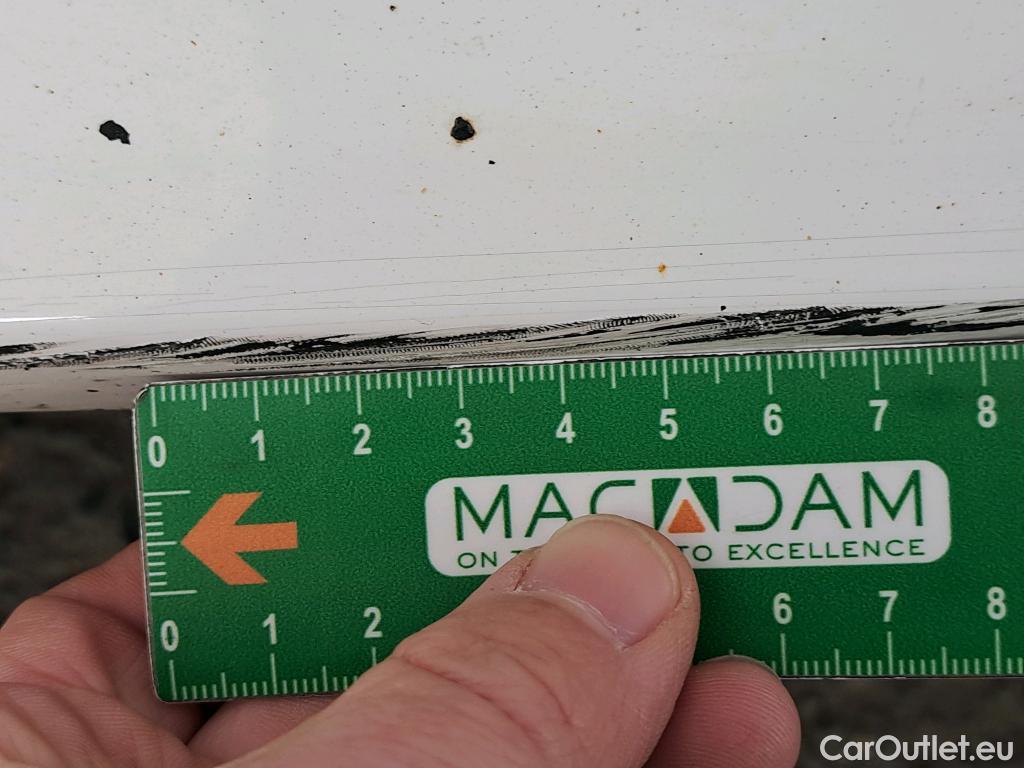 0 1 2 3 4 5 6 7 8
MACADAM
ON TO EXCELLENCE
0 1 2 6 7 8
CarOutlet.eu